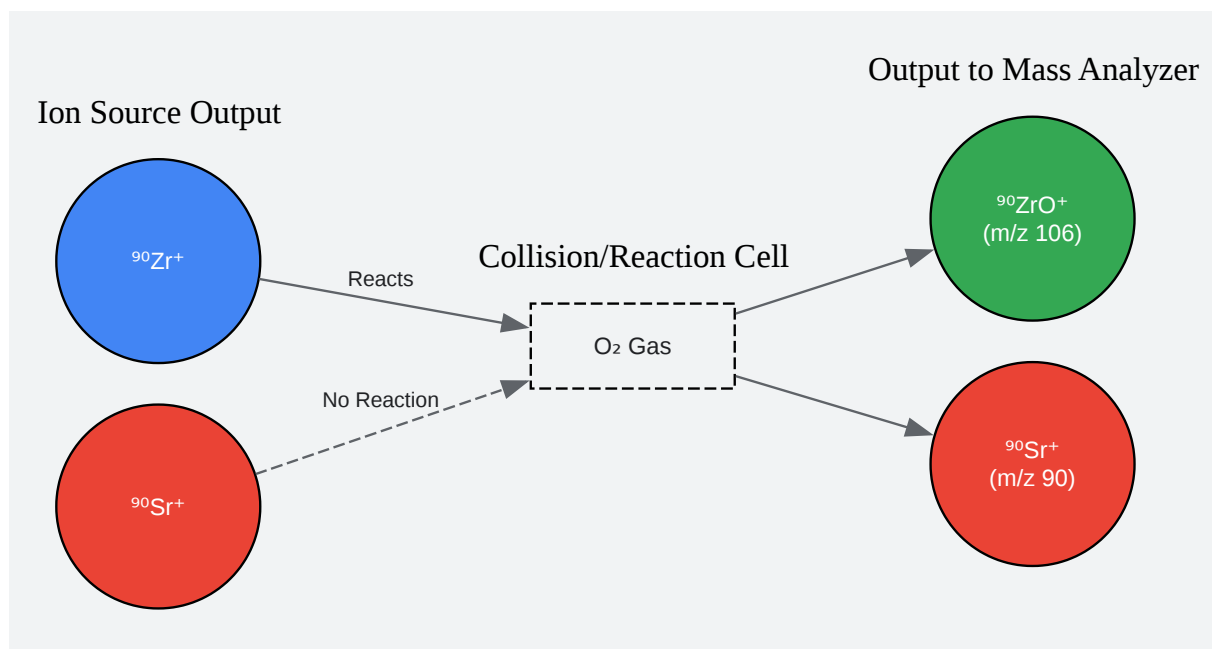 Output to Mass Analyzer
Ion Source Output
⁹⁰ZrO⁺
(m/z 106)
⁹⁰Zr⁺
Collision/Reaction Cell
Reacts
O₂ Gas
No Reaction
⁹⁰Sr⁺
(m/z 90)
⁹⁰Sr⁺